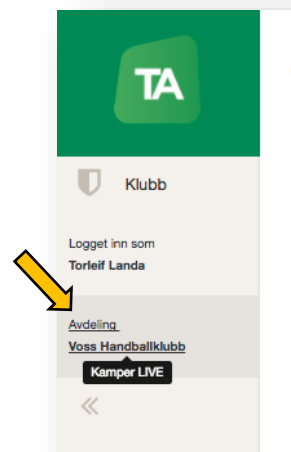 TA
Klubb
Logget inn som
Torleif Landa
Avdeling
Voss Handballklubb
Kamper LIVE